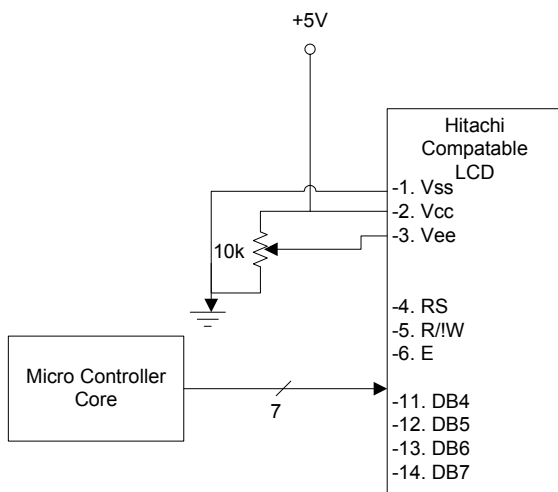 +5V
Hitachi
Compatable
LCD
-1. Vss
-2. Vcc
-3. Vee
10k
-4. RS
-5. R/!W
-6. E
Micro Controller
Core
7
-11. DB4
-12. DB5
-13. DB6
-14. DB7